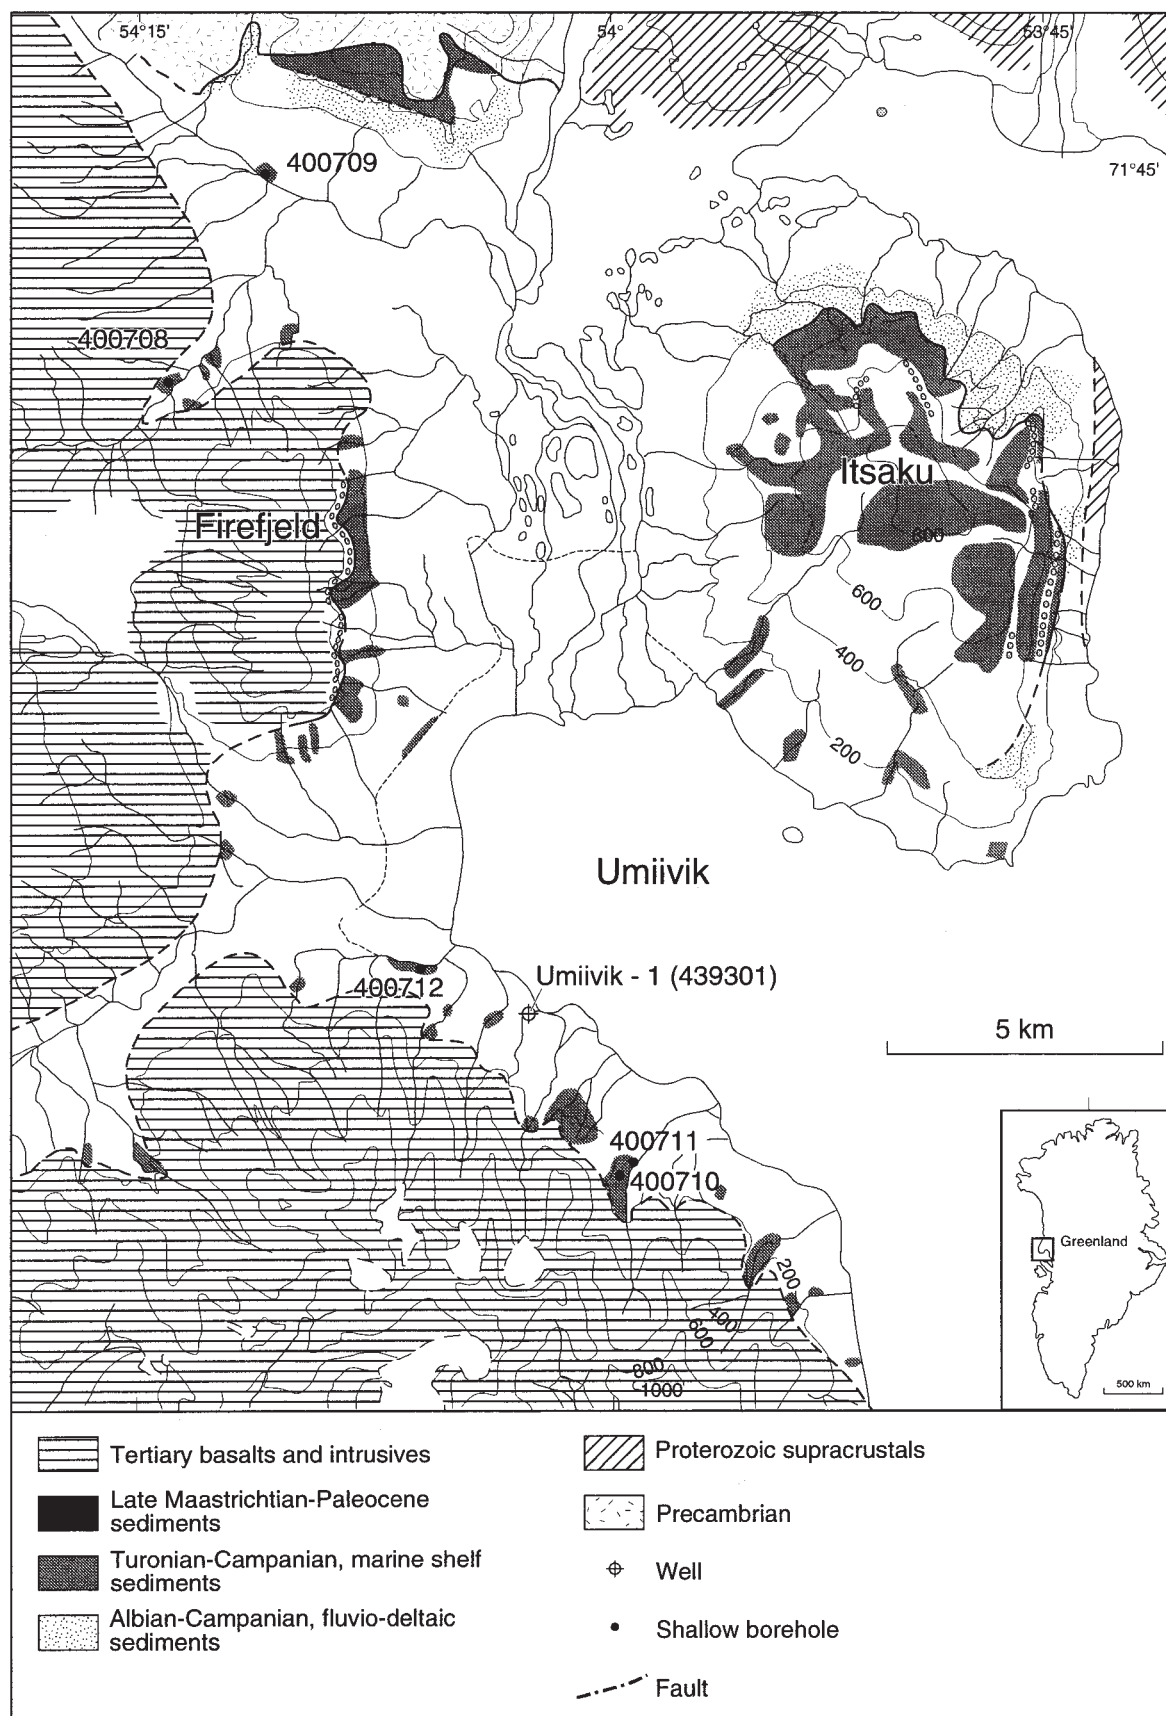 54°15'
54°
53°45'
71°45'
400709
400708
Itsaku
Firefjeld
800
600
400
200
Umiivik
Umiivik - 1 (439301)
400712
5 km
400711
400710
200
400
600
800
1000
Greenland
500 km
Tertiary basalts and intrusives
Late Maastrichtian-Paleocene
sediments
Turonian-Campanian, marine shelf
sediments
Albian-Campanian, fluvio-deltaic
sediments
Proterozoic supracrustals
Precambrian
Well
Shallow borehole
Fault